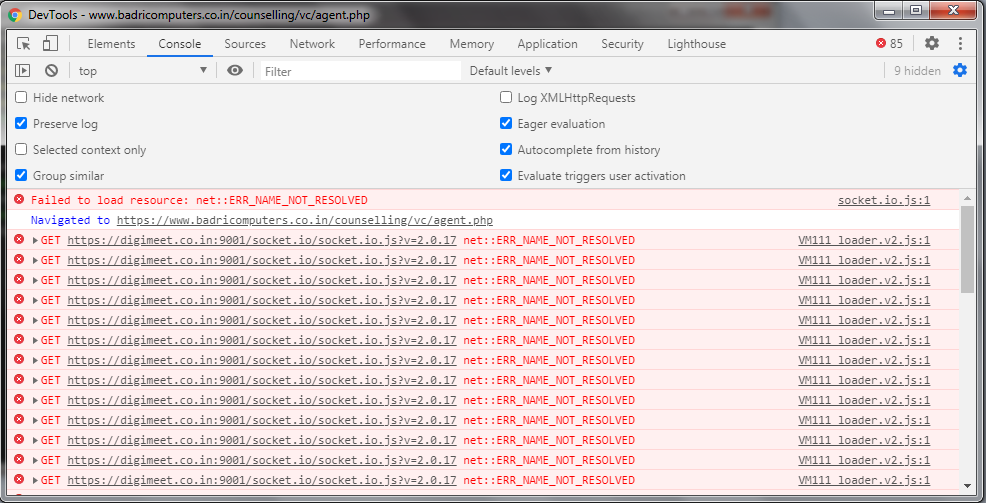 DevTools - www.badricomputers.co.in/counselling/vc/agent.php
Elements Console Sources Network Performance Memory Application Security Lighthouse 85
top Filter Default levels 9 hidden
Hide network Log XMLHttpRequests
Preserve log Eager evaluation
Selected context only Autocomplete from history
Group similar Evaluate triggers user activation
Failed to load resource: net::ERR_NAME_NOT_RESOLVED socket.io.js:1
Navigated to https://www.badricomputers.co.in/counselling/vc/agent.php
GET https://digimeet.co.in:9001/socket.io/socket.io.js?v=2.0.17 net::ERR_NAME_NOT_RESOLVED VM111 loader.v2.js:1
GET https://digimeet.co.in:9001/socket.io/socket.io.js?v=2.0.17 net::ERR_NAME_NOT_RESOLVED VM111 loader.v2.js:1
GET https://digimeet.co.in:9001/socket.io/socket.io.js?v=2.0.17 net::ERR_NAME_NOT_RESOLVED VM111 loader.v2.js:1
GET https://digimeet.co.in:9001/socket.io/socket.io.js?v=2.0.17 net::ERR_NAME_NOT_RESOLVED VM111 loader.v2.js:1
GET https://digimeet.co.in:9001/socket.io/socket.io.js?v=2.0.17 net::ERR_NAME_NOT_RESOLVED VM111 loader.v2.js:1
GET https://digimeet.co.in:9001/socket.io/socket.io.js?v=2.0.17 net::ERR_NAME_NOT_RESOLVED VM111 loader.v2.js:1
GET https://digimeet.co.in:9001/socket.io/socket.io.js?v=2.0.17 net::ERR_NAME_NOT_RESOLVED VM111 loader.v2.js:1
GET https://digimeet.co.in:9001/socket.io/socket.io.js?v=2.0.17 net::ERR_NAME_NOT_RESOLVED VM111 loader.v2.js:1
GET https://digimeet.co.in:9001/socket.io/socket.io.js?v=2.0.17 net::ERR_NAME_NOT_RESOLVED VM111 loader.v2.js:1
GET https://digimeet.co.in:9001/socket.io/socket.io.js?v=2.0.17 net::ERR_NAME_NOT_RESOLVED VM111 loader.v2.js:1
GET https://digimeet.co.in:9001/socket.io/socket.io.js?v=2.0.17 net::ERR_NAME_NOT_RESOLVED VM111 loader.v2.js:1
GET https://digimeet.co.in:9001/socket.io/socket.io.js?v=2.0.17 net::ERR_NAME_NOT_RESOLVED VM111 loader.v2.js:1
GET https://digimeet.co.in:9001/socket.io/socket.io.js?v=2.0.17 net::ERR_NAME_NOT_RESOLVED VM111 loader.v2.js:1